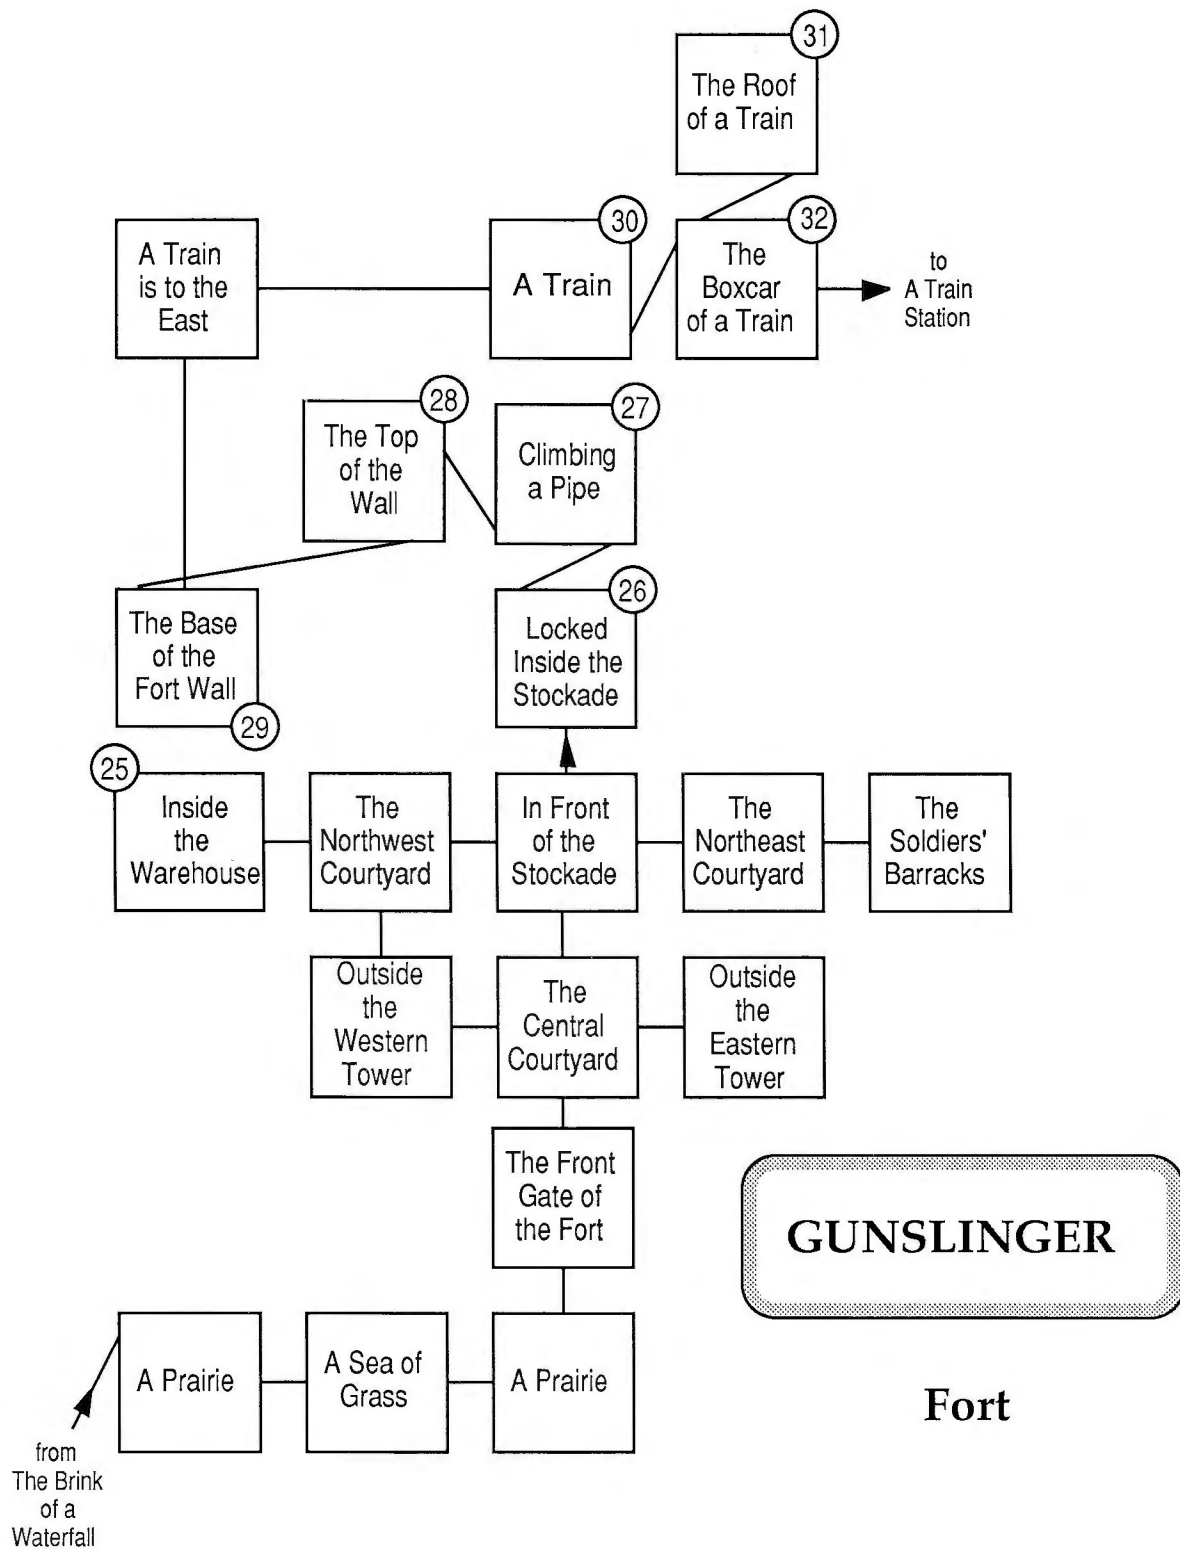 31
The Roof
of a Train
30
32
A Train
is to the
East
A Train
The
Boxcar
of a Train
to
A Train
Station
28
27
The Top
of the
Wall
Climbing
a Pipe
26
The Base
of the
Fort Wall
29
Locked
Inside the
Stockade
25
Inside
the
Warehouse
The
Northwest
Courtyard
In Front
of the
Stockade
The
Northeast
Courtyard
The
Soldiers'
Barracks
Outside
the
Western
Tower
The
Central
Courtyard
Outside
the
Eastern
Tower
The Front
Gate of
the Fort
GUNSLINGER
A Prairie
A Sea of
Grass
A Prairie
Fort
from
The Brink
of a
Waterfall